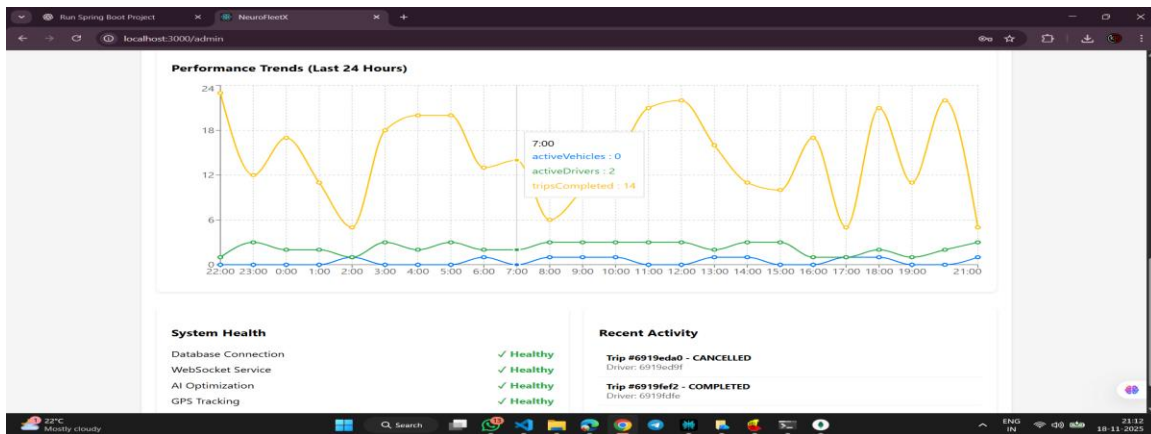 Run Spring Boot Project
NeuroFleetX
localhost:3000/admin
Performance Trends (Last 24 Hours)
24
18
12
6
0
7:00
activeVehicles : 0
activeDrivers : 2
tripsCompleted : 14
22:00 23:00 0:00 1:00 2:00 3:00 4:00 5:00 6:00 7:00 8:00 9:00 10:00 11:00 12:00 13:00 14:00 15:00 16:00 17:00 18:00 19:00 21:00
System Health
Database Connection ✓ Healthy
WebSocket Service ✓ Healthy
AI Optimization ✓ Healthy
GPS Tracking ✓ Healthy
Recent Activity
Trip #6919eda0 - CANCELLED
Driver: 6919ed9f
Trip #6919fef2 - COMPLETED
Driver: 6919fdfe
22°C
Mostly cloudy
Search
ENG
IN
21:12
18-11-2025